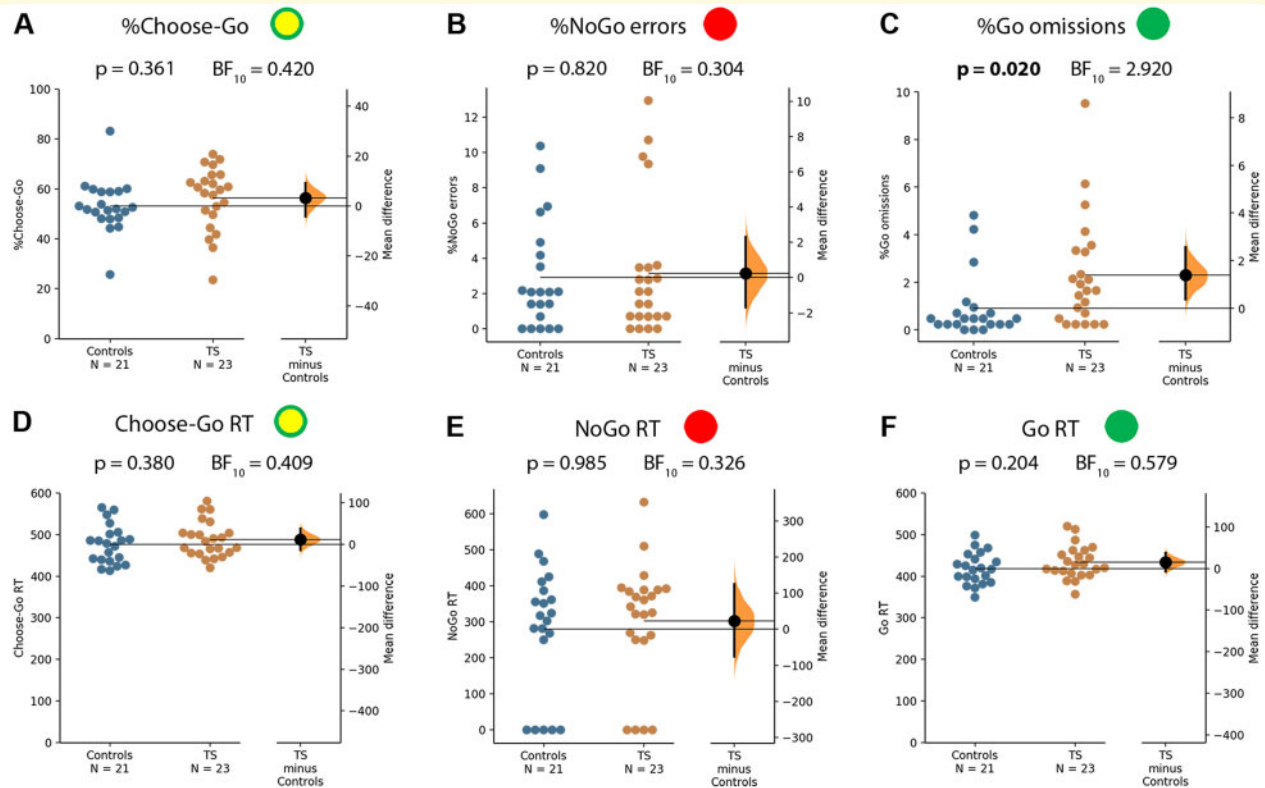 A %Choose-Go
p = 0.361 BF10 = 0.420
100
80
60
40
20
0
%Choose-Go
40
20
0
−20
−40
Mean difference
Controls
N = 21
TS
N = 23
TS
minus
Controls
B %NoGo errors
p = 0.820 BF10 = 0.304
12
10
8
6
4
2
0
%NoGo errors
10
8
6
4
2
0
−2
Mean difference
Controls
N = 21
TS
N = 23
TS
minus
Controls
C %Go omissions
p = 0.020 BF10 = 2.920
10
8
6
4
2
0
%Go omissions
8
6
4
2
0
Mean difference
Controls
N = 21
TS
N = 23
TS
minus
Controls
D Choose-Go RT
p = 0.380 BF10 = 0.409
600
500
400
300
200
100
0
Choose-Go RT
100
0
−100
−200
−300
−400
Mean difference
Controls
N = 21
TS
N = 23
TS
minus
Controls
E NoGo RT
p = 0.985 BF10 = 0.326
600
500
400
300
200
100
0
NoGo RT
300
200
100
0
−100
−200
−300
Mean difference
Controls
N = 21
TS
N = 23
TS
minus
Controls
F Go RT
p = 0.204 BF10 = 0.579
600
500
400
300
200
100
0
Go RT
100
0
−100
−200
−300
−400
Mean difference
Controls
N = 21
TS
N = 23
TS
minus
Controls